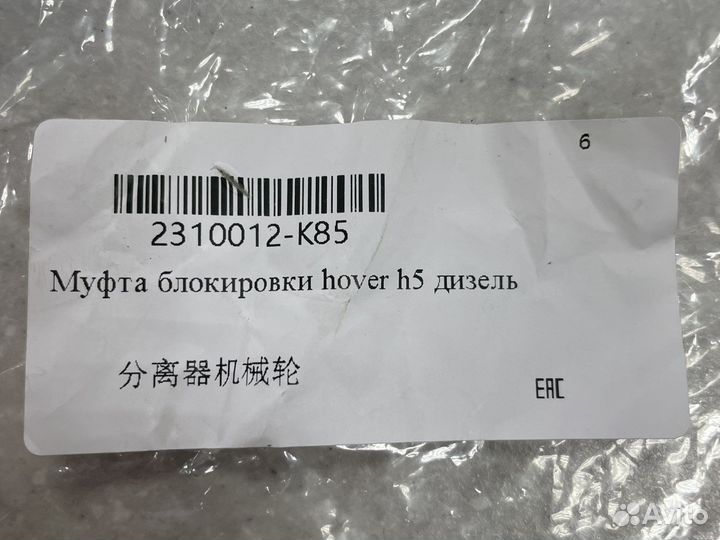 6
2310012-K85
Муфта блокировки hover h5 дизель
分离器机械轮
EAC
Avito